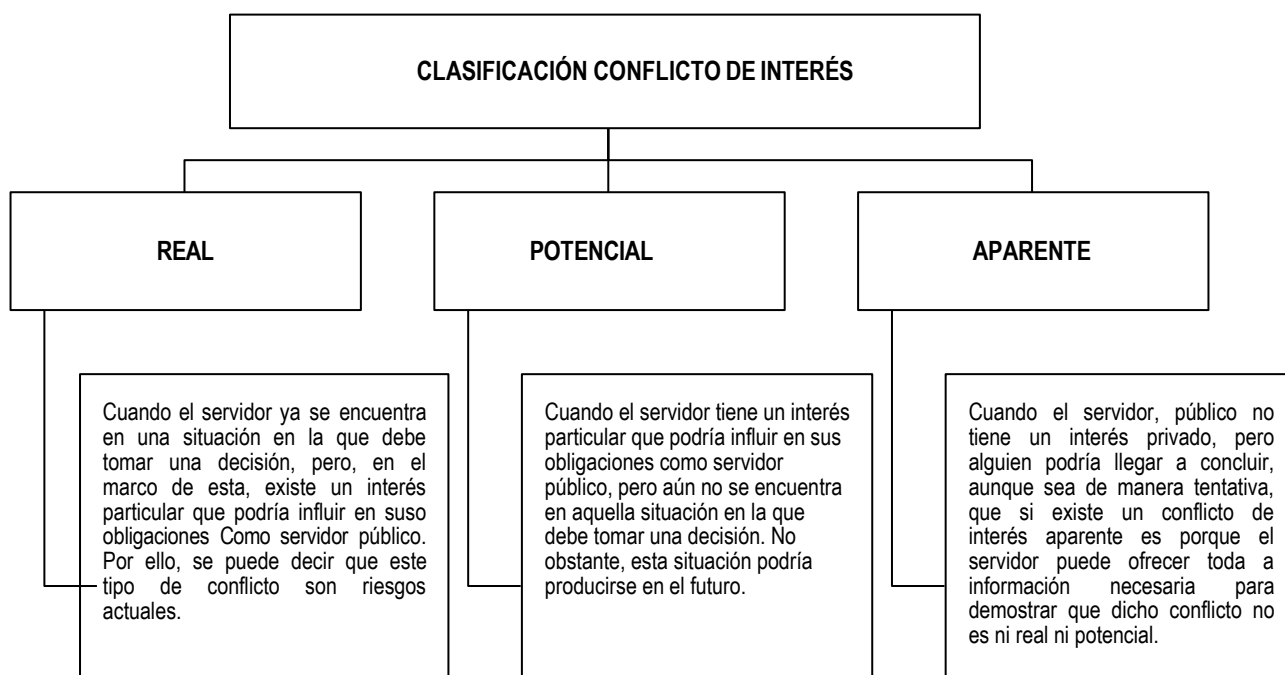 CLASIFICACIÓN CONFLICTO DE INTERÉS
REAL
POTENCIAL
APARENTE
Cuando el servidor ya se encuentra
en una situación en la que debe
tomar una decisión, pero, en el
marco de esta, existe un interés
particular que podría influir en suso
obligaciones Como servidor público.
Por ello, se puede decir que este
tipo de conflicto son riesgos
actuales.
Cuando el servidor tiene un interés
particular que podría influir en sus
obligaciones como servidor
público, pero aún no se encuentra
en aquella situación en la que
debe tomar una decisión. No
obstante, esta situación podría
producirse en el futuro.
Cuando el servidor, público no
tiene un interés privado, pero
alguien podría llegar a concluir,
aunque sea de manera tentativa,
que si existe un conflicto de
interés aparente es porque el
servidor puede ofrecer toda a
información necesaria para
demostrar que dicho conflicto no
es ni real ni potencial.